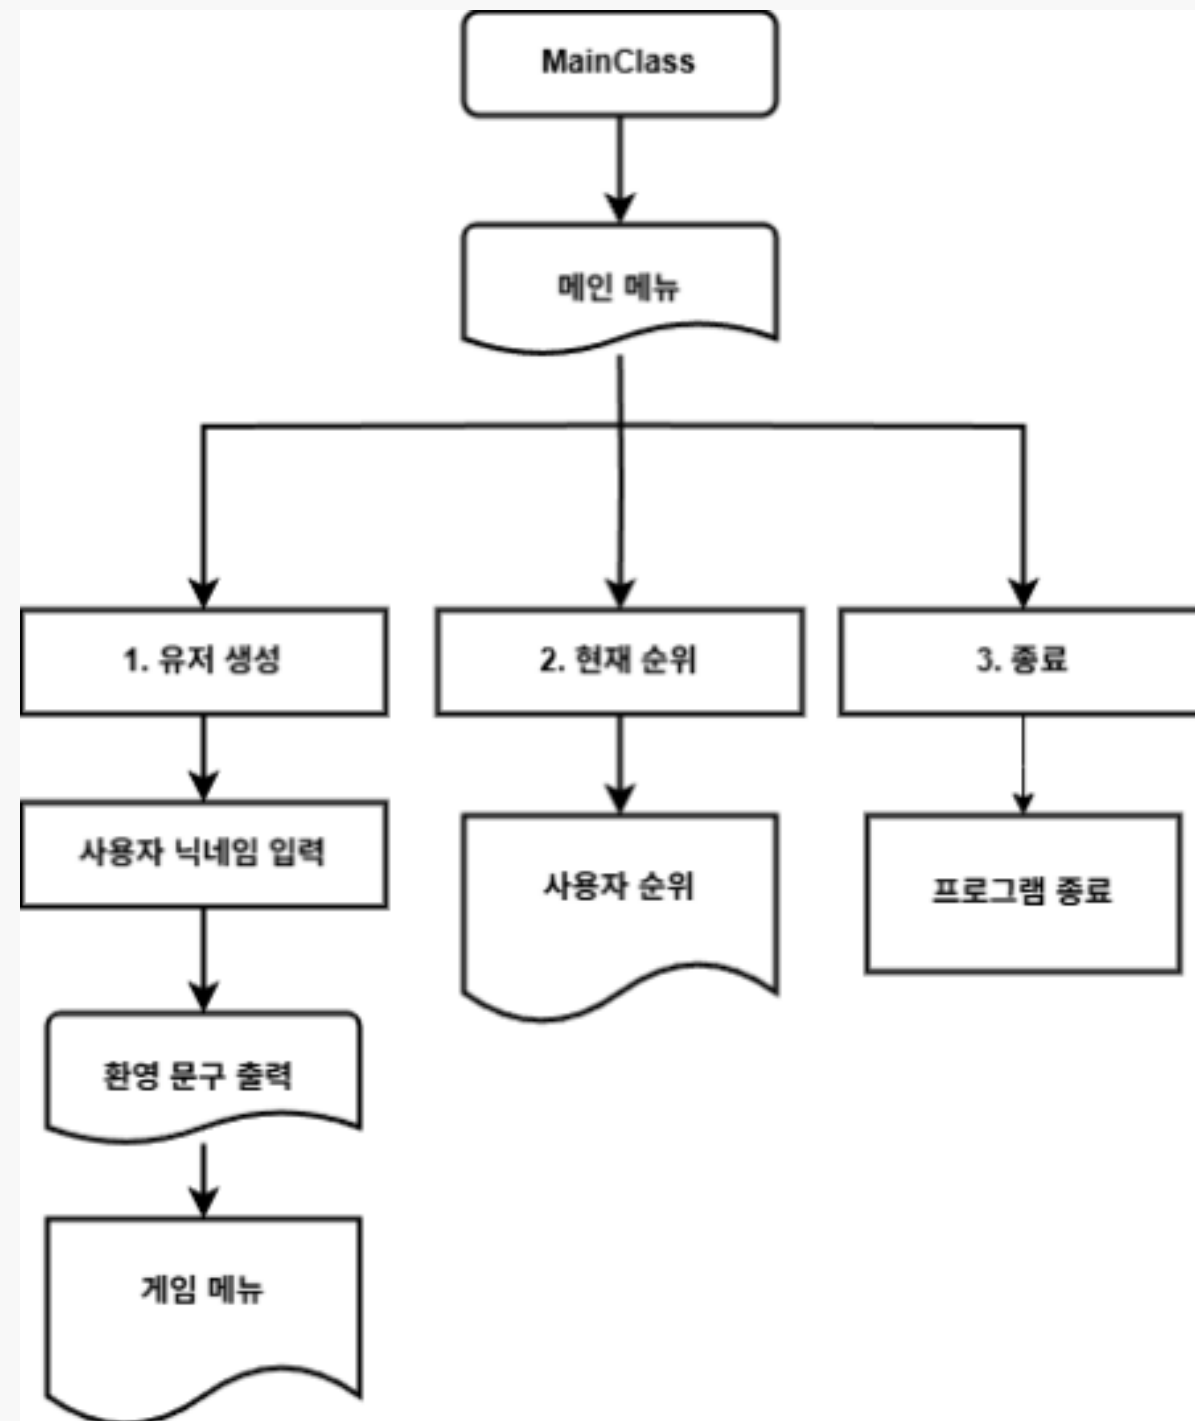 MainClass
메인 메뉴
1. 유저 생성
2. 현재 순위
3. 종료
사용자 닉네임 입력
사용자 순위
프로그램 종료
환영 문구 출력
게임 메뉴